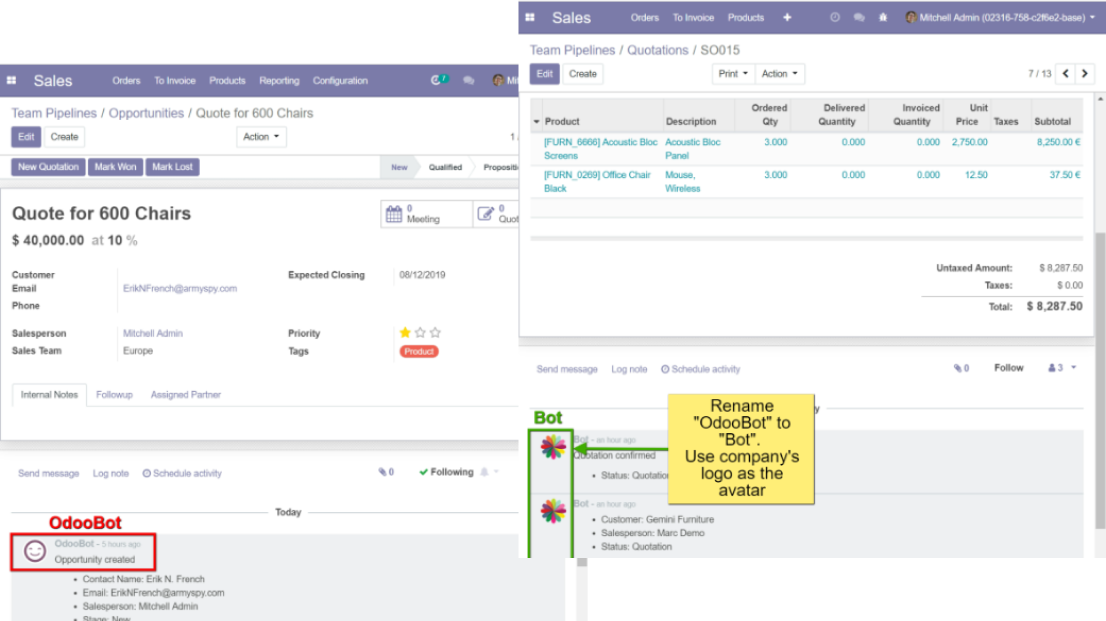 Sales Orders To Invoice Products Reporting Configuration 7
Team Pipelines / Opportunities / Quote for 600 Chairs
Edit Create Action
New Quotation Mark Won Mark Lost New Qualified
Quote for 600 Chairs
0
Meeting
0
$ 40,000.00 at 10 %
Customer
Expected Closing 08/12/2019
Email ErikNFrench@armyspy.com
Phone
Salesperson Mitchell Admin Priority
Sales Team Europe Tags Product
Internal Notes Followup Assigned Partner
Send message Log note Schedule activity 0 Following
Today
OdooBot
OdooBot - 5 hours ago
Opportunity created
• Contact Name: Erik N. French
• Email: ErikNFrench@armyspy.com
• Salesperson: Mitchell Admin
• Stage: New
Sales Orders To Invoice Products + Mitchell Admin (02316-758-c2f6e2-base)
Team Pipelines / Quotations / SO015
Edit Create Print Action 7 / 13
Product Description Ordered Qty Delivered Quantity Invoiced Quantity Unit Price Taxes Subtotal
[FURN_6666] Acoustic Bloc Screens Acoustic Bloc Panel 3.000 0.000 0.000 2,750.00 8,250.00 €
[FURN_0269] Office Chair Black Mouse, Wireless 3.000 0.000 0.000 12.50 37.50 €
Untaxed Amount: $ 8,287.50
Taxes: $ 0.00
Total: $ 8,287.50
Send message Log note Schedule activity 0 Follow 3
Bot
Bot - an hour ago
Quotation confirmed
• Status: Quotation
Bot - an hour ago
• Customer: Gemini Furniture
• Salesperson: Marc Demo
• Status: Quotation
Rename
"OdooBot" to
"Bot".
Use company's
logo as the
avatar